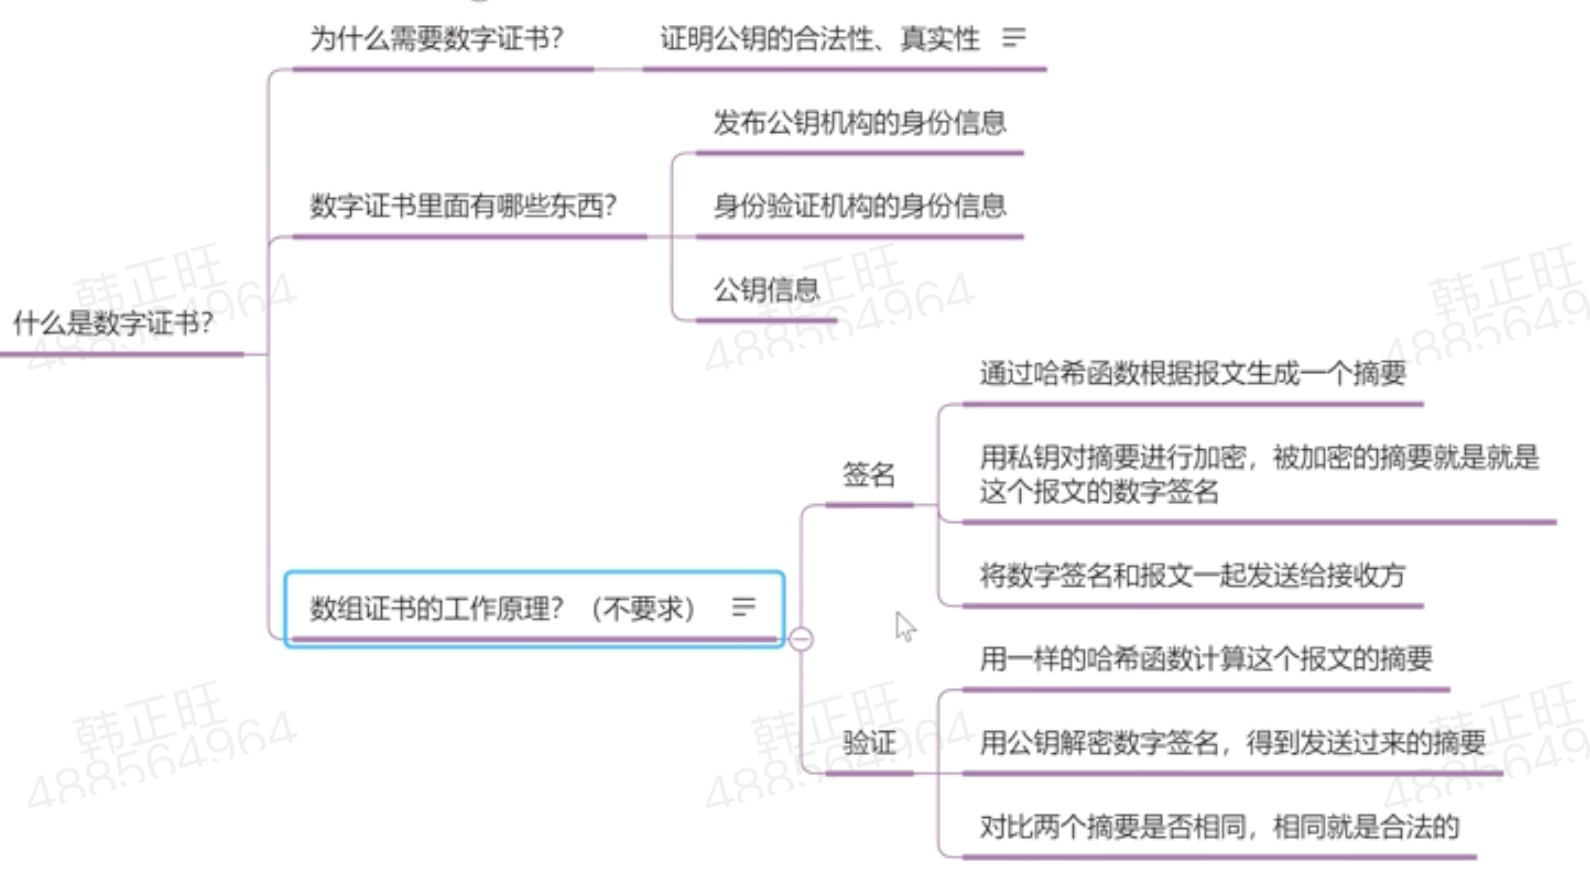 为什么需要数字证书？
证明公钥的合法性、真实性
发布公钥机构的身份信息
数字证书里面有哪些东西？
身份验证机构的身份信息
公钥信息
什么是数字证书？
通过哈希函数根据报文生成一个摘要
签名
用私钥对摘要进行加密，被加密的摘要就是就是
这个报文的数字签名
将数字签名和报文一起发送给接收方
数组证书的工作原理？（不要求）
用一样的哈希函数计算这个报文的摘要
验证
用公钥解密数字签名，得到发送过来的摘要
对比两个摘要是否相同，相同就是合法的
韩正旺
488564964
韩正旺
488564964
韩正旺
4885649
韩正旺
488564964
韩正旺
488564964
韩正旺
4885649